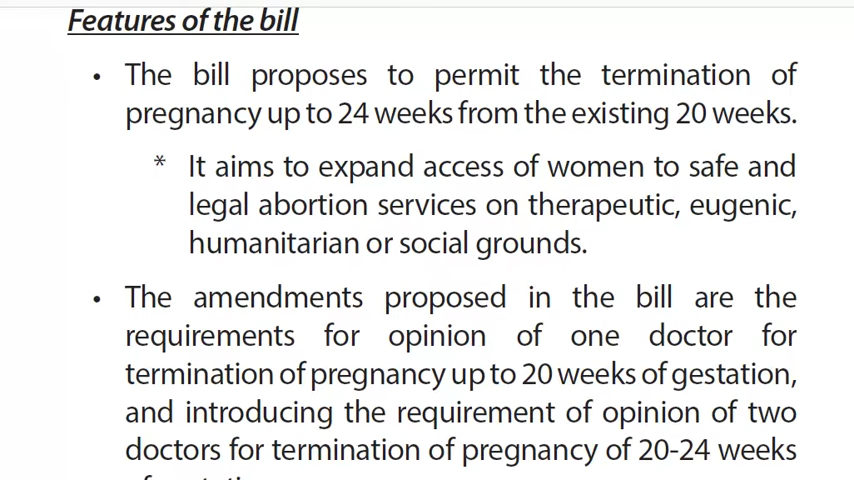 Features of the bill
• The bill proposes to permit the termination of
pregnancy up to 24 weeks from the existing 20 weeks.
* It aims to expand access of women to safe and
legal abortion services on therapeutic, eugenic,
humanitarian or social grounds.
• The amendments proposed in the bill are the
requirements for opinion of one doctor for
termination of pregnancy up to 20 weeks of gestation,
and introducing the requirement of opinion of two
doctors for termination of pregnancy of 20-24 weeks